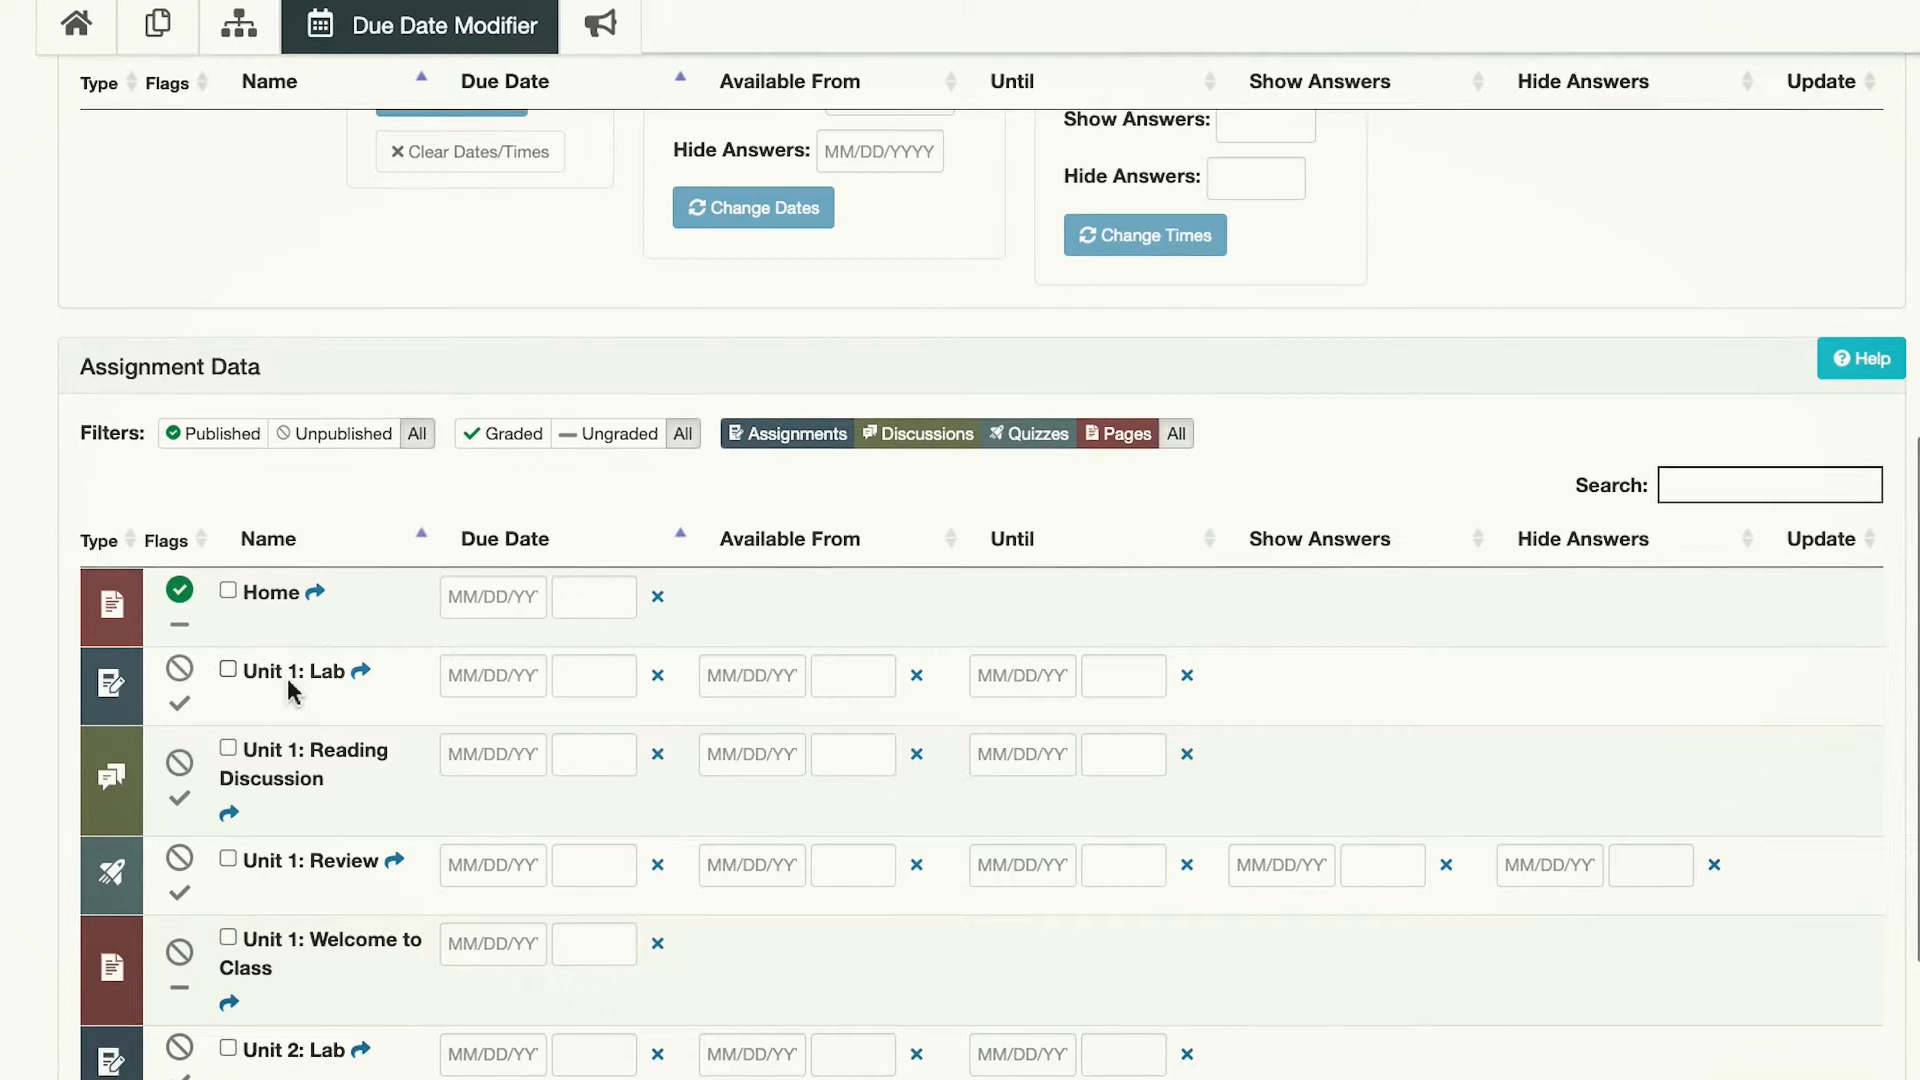 Due Date Modifier
Type Flags Name Due Date Available From Until Show Answers Hide Answers Update
Show Answers:
Clear Dates/Times
Hide Answers: MM/DD/YYYY
Hide Answers:
Change Dates
Change Times
Assignment Data
Help
Filters: Published Unpublished All Graded Ungraded All Assignments Discussions Quizzes Pages All
Search:
Type Flags Name Due Date Available From Until Show Answers Hide Answers Update
Home MM/DD/YY
Unit 1: Lab MM/DD/YY MM/DD/YY MM/DD/YY
Unit 1: Reading
Discussion
MM/DD/YY MM/DD/YY MM/DD/YY
Unit 1: Review MM/DD/YY MM/DD/YY MM/DD/YY MM/DD/YY MM/DD/YY
Unit 1: Welcome to
Class
MM/DD/YY
Unit 2: Lab MM/DD/YY MM/DD/YY MM/DD/YY